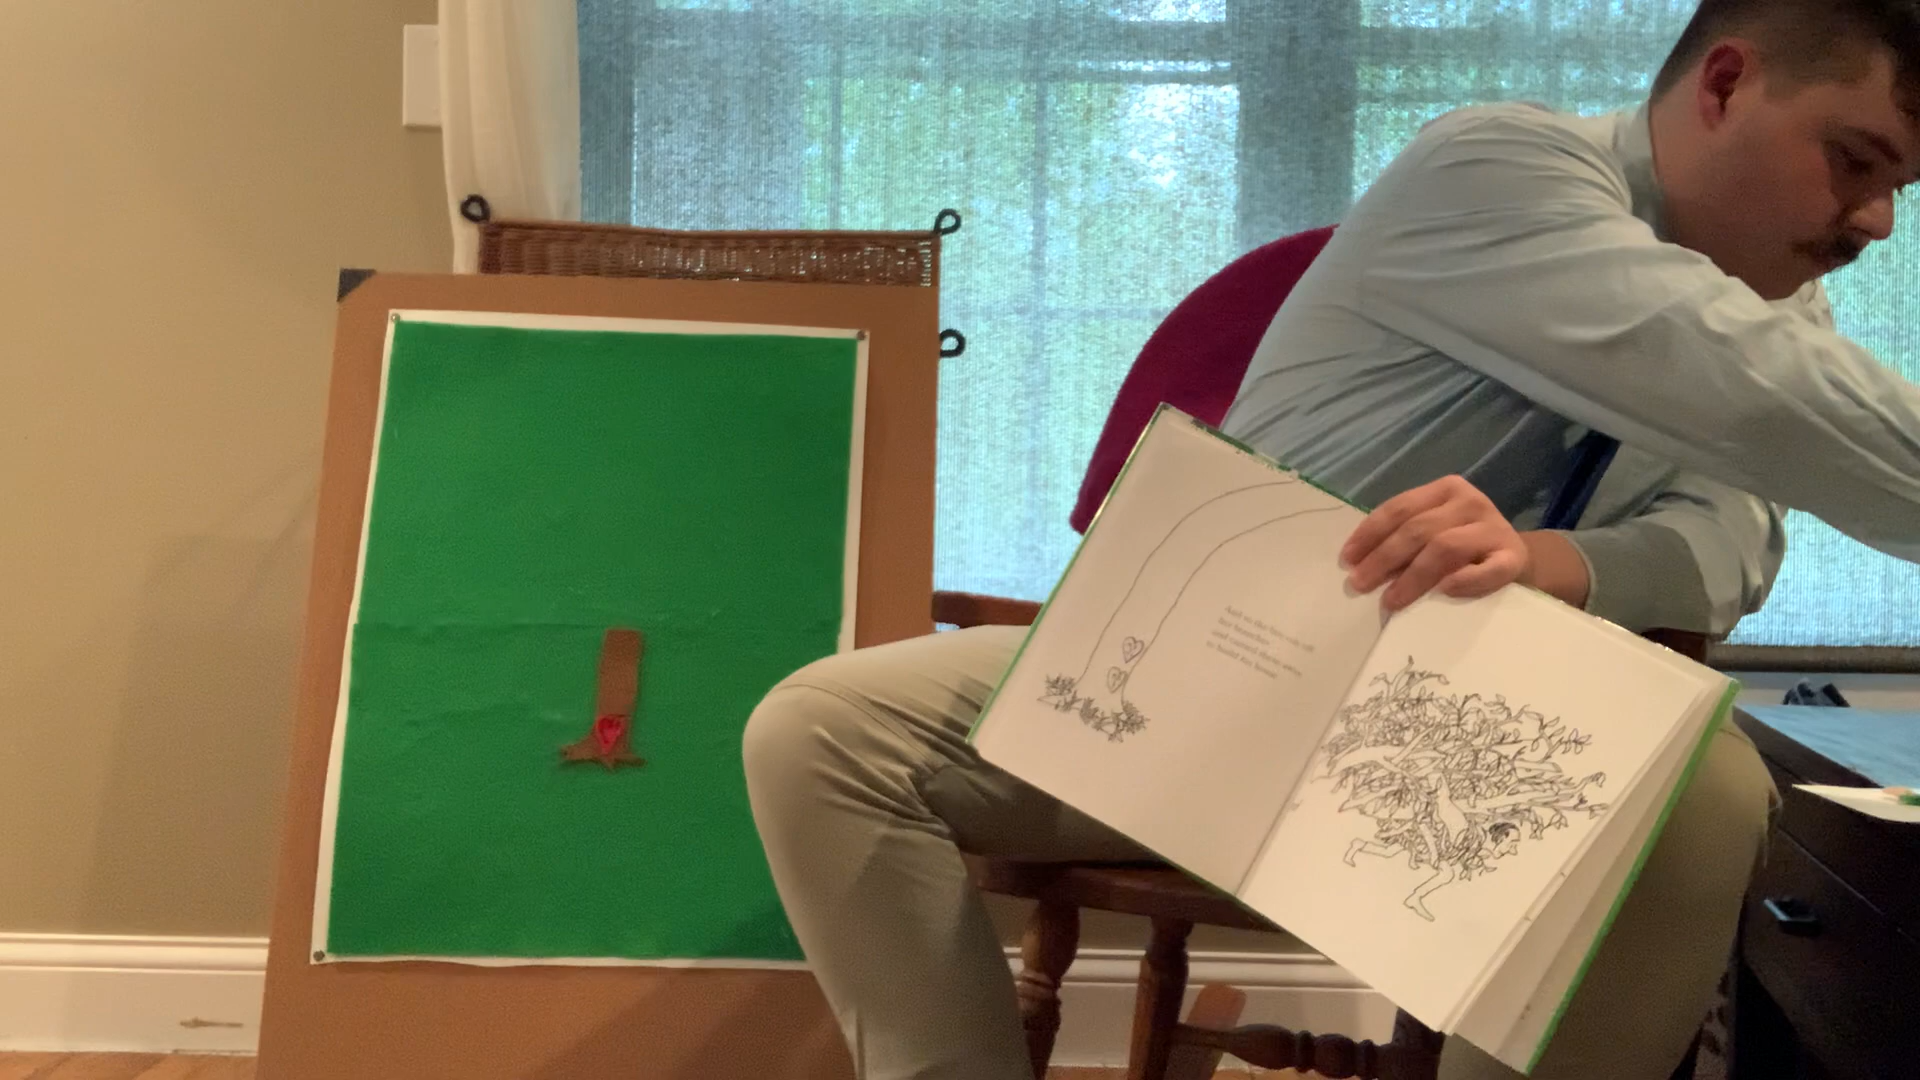 And so the boy cut off
her branches
and carried them away
to build his house.